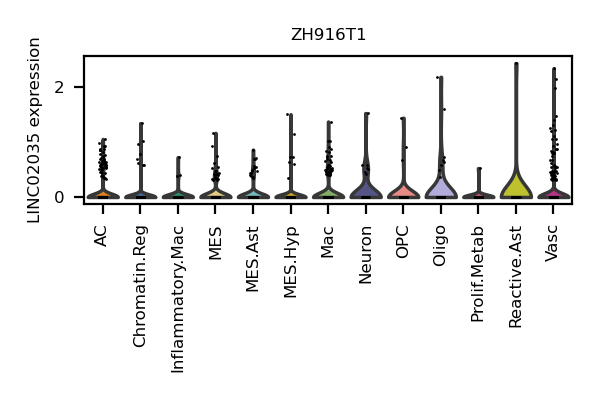 ZH916T1
LINC02035 expression
2
0
AC
Chromatin.Reg
Inflammatory.Mac
MES
MES.Ast
MES.Hyp
Mac
Neuron
OPC
Oligo
Prolif.Metab
Reactive.Ast
Vasc